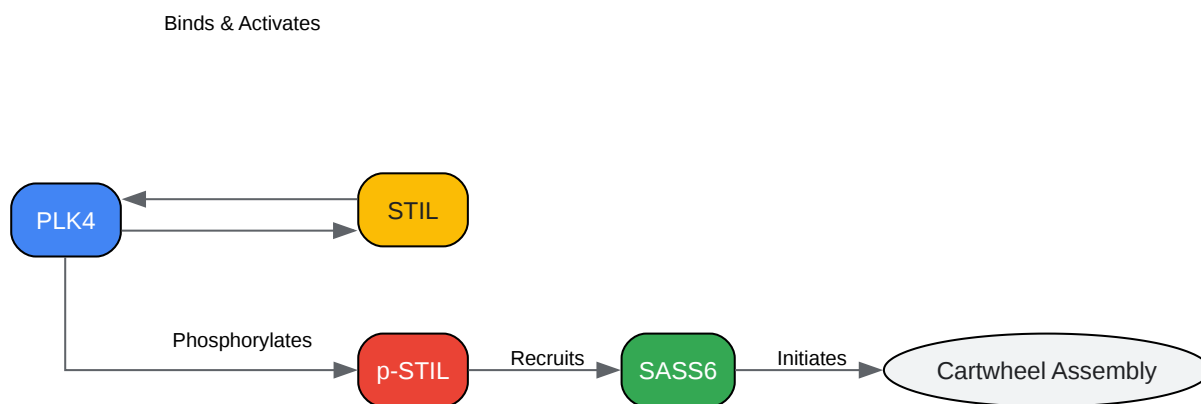 Binds & Activates
PLK4
STIL
Phosphorylates
p-STIL
Recruits
SASS6
Initiates
Cartwheel Assembly